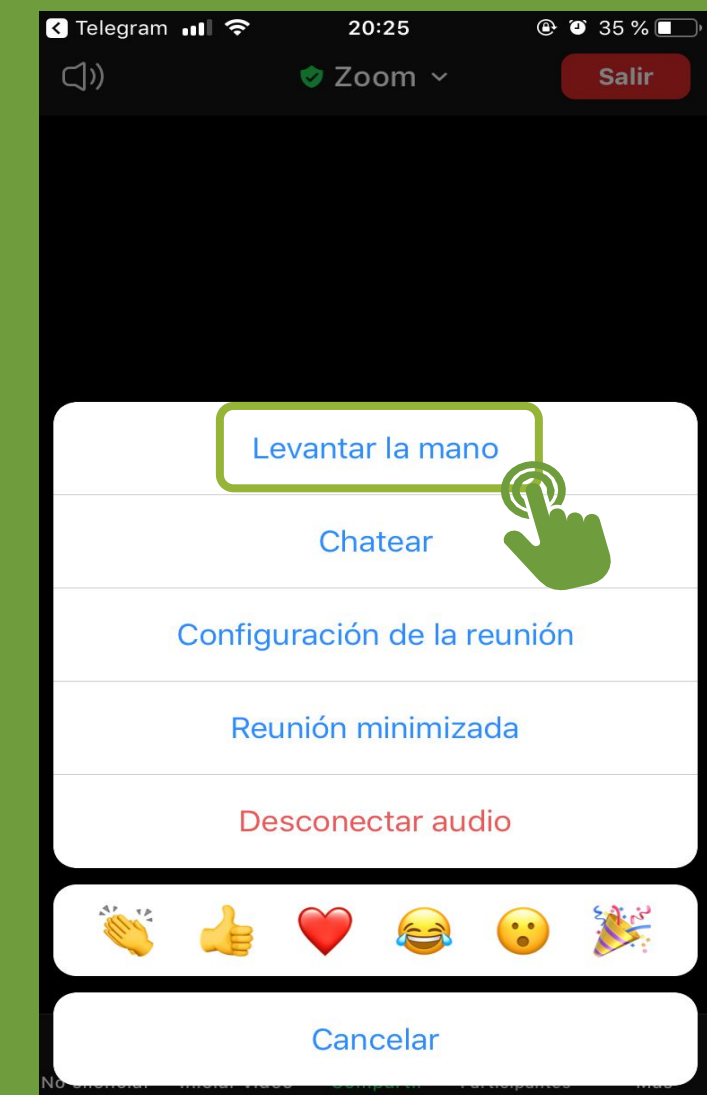 Telegram 20:25 35 %
Zoom Salir
Levantar la mano
Chatear
Configuración de la reunión
Reunión minimizada
Desconectar audio
Cancelar